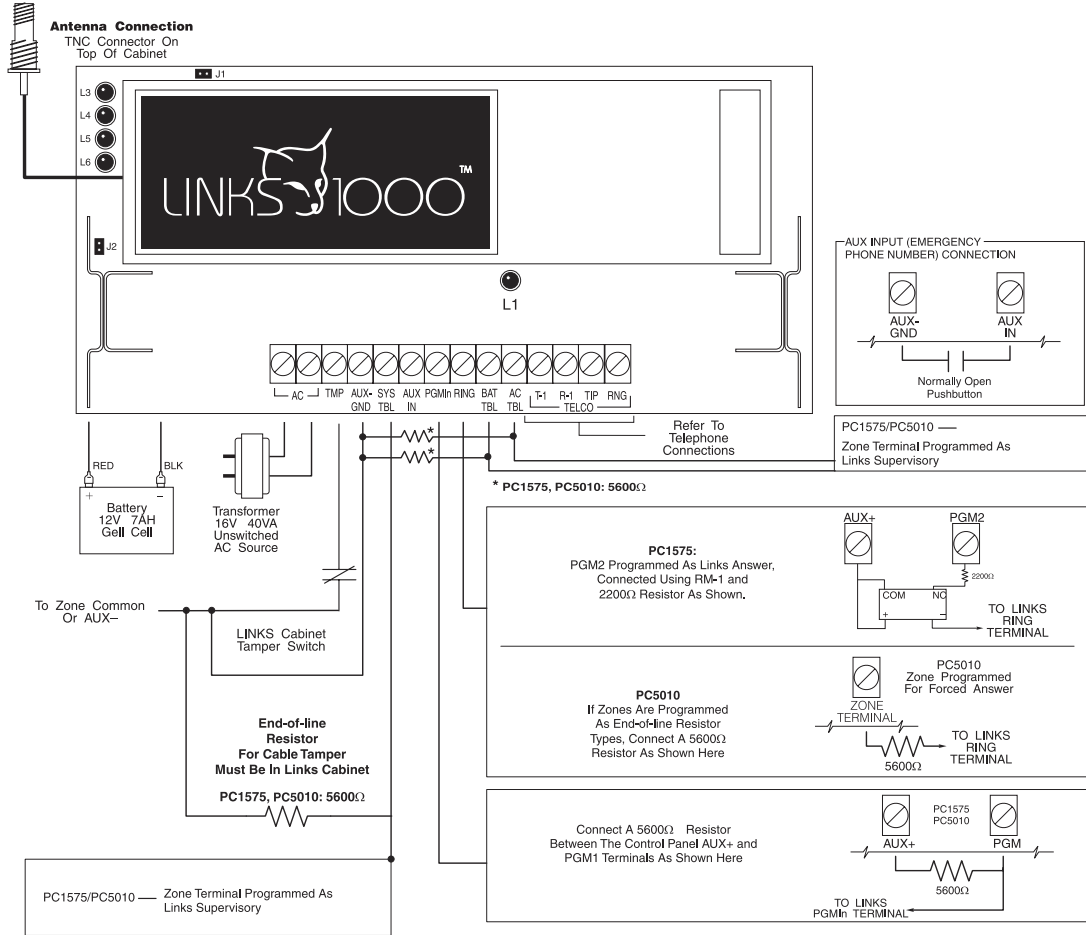 Antenna Connection
TNC Connector On
Top Of Cabinet
J1
L3
L4
L5
L6
LINKS 1000™
J2
L1
AUX INPUT (EMERGENCY
PHONE NUMBER) CONNECTION
AUX-
GND
AUX
IN
Normally Open
Pushbutton
AC
TMP
AUX-
GND
SYS
TBL
AUX
IN
PGMIn
RING
BAT
TBL
AC
TBL
T-1
R-1
TIP
RNG
TELCO
Refer To
Telephone
Connections
PC1575/PC5010 —
Zone Terminal Programmed As
Links Supervisory
* *
* PC1575, PC5010: 5600Ω
RED
BLK
+ −
Battery
12V 7AH
Gell Cell
Transformer
16V 40VA
Unswitched
AC Source
To Zone Common
Or AUX–
LINKS Cabinet
Tamper Switch
End-of-line
Resistor
For Cable Tamper
Must Be In Links Cabinet
PC1575, PC5010: 5600Ω
PC1575/PC5010 — Zone Terminal Programmed As
Links Supervisory
PC1575:
PGM2 Programmed As Links Answer,
Connected Using RM-1 and
2200Ω Resistor As Shown.
AUX+
PGM2
2200Ω
COM
NC
+ −
TO LINKS
RING
TERMINAL
PC5010
If Zones Are Programmed
As End-of-line Resistor
Types, Connect A 5600Ω
Resistor As Shown Here
PC5010
Zone Programmed
For Forced Answer
ZONE
TERMINAL
5600Ω
TO LINKS
RING
TERMINAL
Connect A 5600Ω Resistor
Between The Control Panel AUX+ and
PGM1 Terminals As Shown Here
PC1575
PC5010
AUX+
PGM
5600Ω
TO LINKS
PGMIn TERMINAL